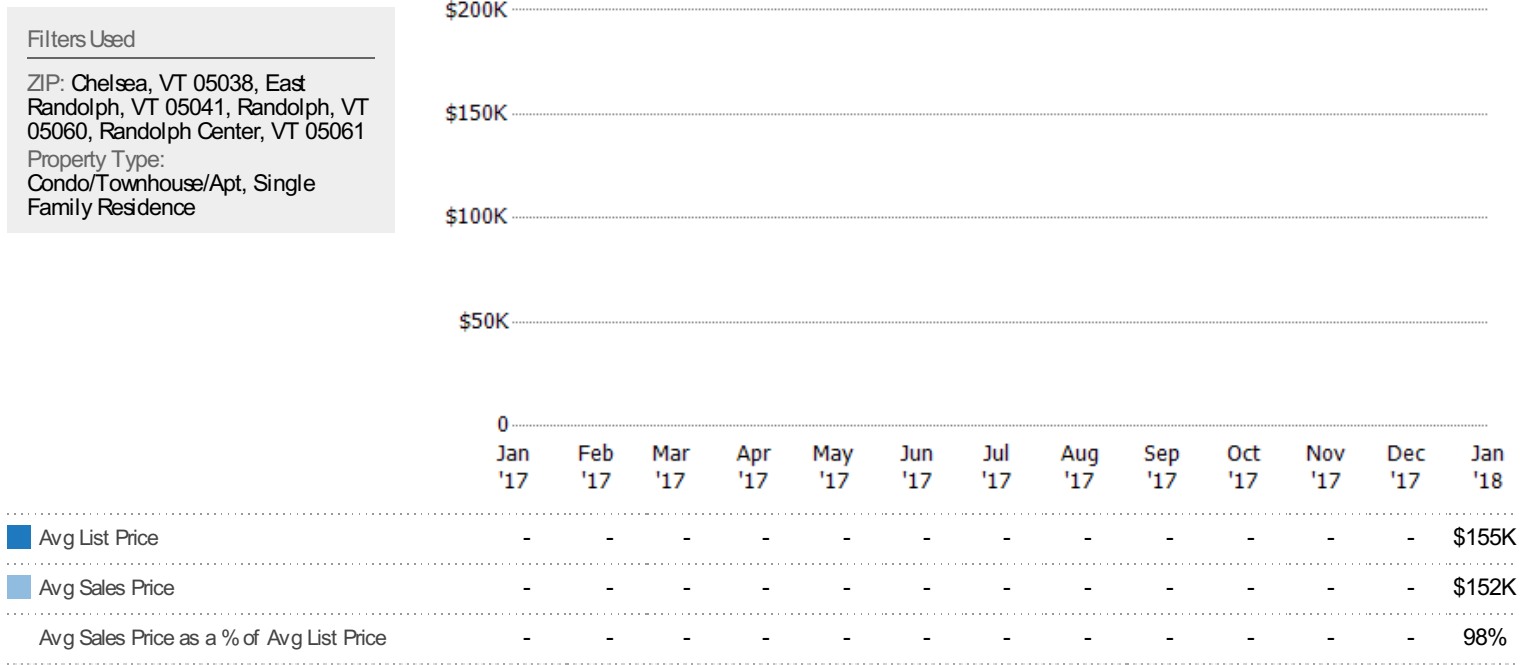 Filters Used
ZIP: Chelsea, VT 05038, East
Randolph, VT 05041, Randolph, VT
05060, Randolph Center, VT 05061
Property Type:
Condo/Townhouse/Apt, Single
Family Residence
$200K
$150K
$100K
$50K
0
Jan Feb Mar Apr May Jun Jul Aug Sep Oct Nov Dec Jan
'17 '17 '17 '17 '17 '17 '17 '17 '17 '17 '17 '17 '18
Avg List Price - - - - - - - - - - - - $155K
Avg Sales Price - - - - - - - - - - - - $152K
Avg Sales Price as a % of Avg List Price - - - - - - - - - - - - 98%